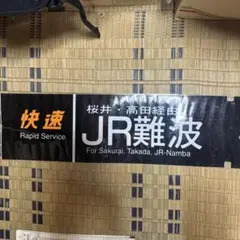 快速
Rapid Service
桜井・高田経由
JR難波
For Sakurai, Takada, JR-Namba